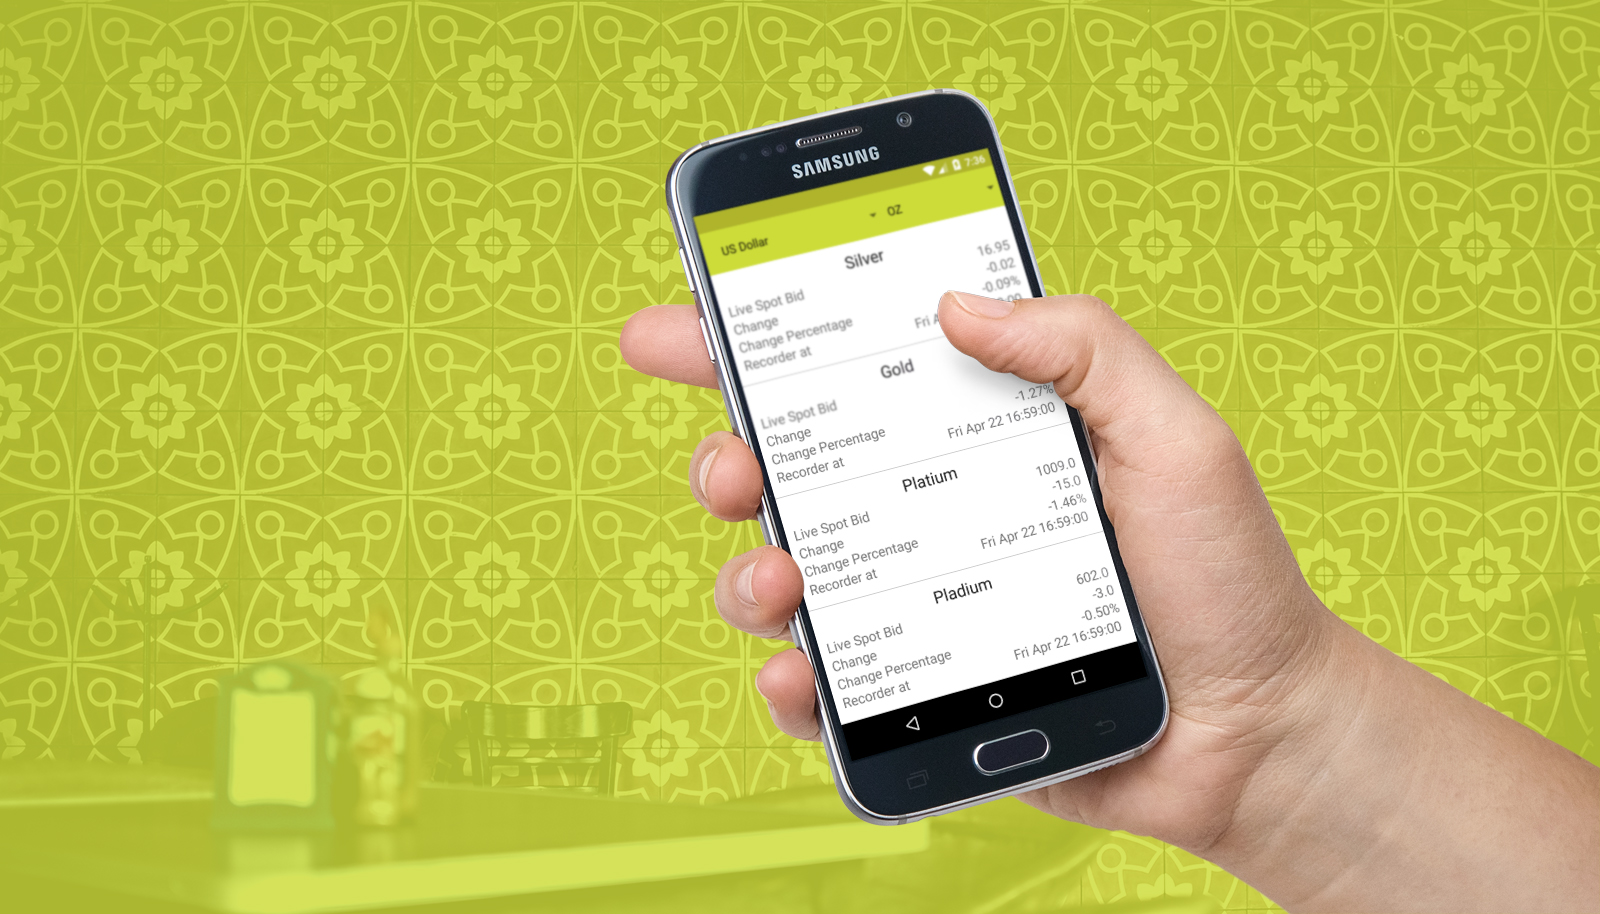 SAMSUNG
7:36
US Dollar OZ
Silver
Live Spot Bid 16.95
Change -0.02
Change Percentage -0.09%
Recorder at Fri
Gold
Live Spot Bid
Change
Change Percentage -1.27%
Recorder at Fri Apr 22 16:59:00
Platium
Live Spot Bid 1009.0
Change -15.0
Change Percentage -1.46%
Recorder at Fri Apr 22 16:59:00
Pladium
Live Spot Bid 602.0
Change -3.0
Change Percentage -0.50%
Recorder at Fri Apr 22 16:59:00